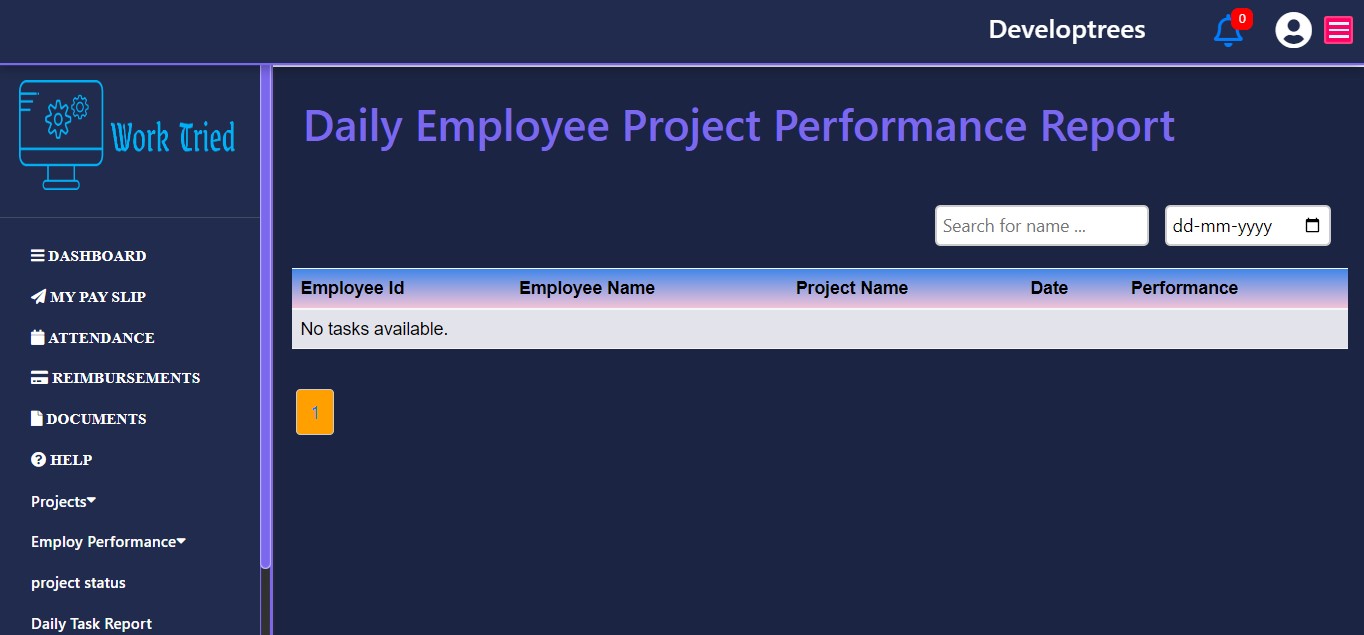 Developtrees
0
Work Tried
Daily Employee Project Performance Report
Search for name ...
dd-mm-yyyy
DASHBOARD
MY PAY SLIP
ATTENDANCE
REIMBURSEMENTS
DOCUMENTS
HELP
Projects
Employ Performance
project status
Daily Task Report
Employee Id Employee Name Project Name Date Performance
No tasks available.
1